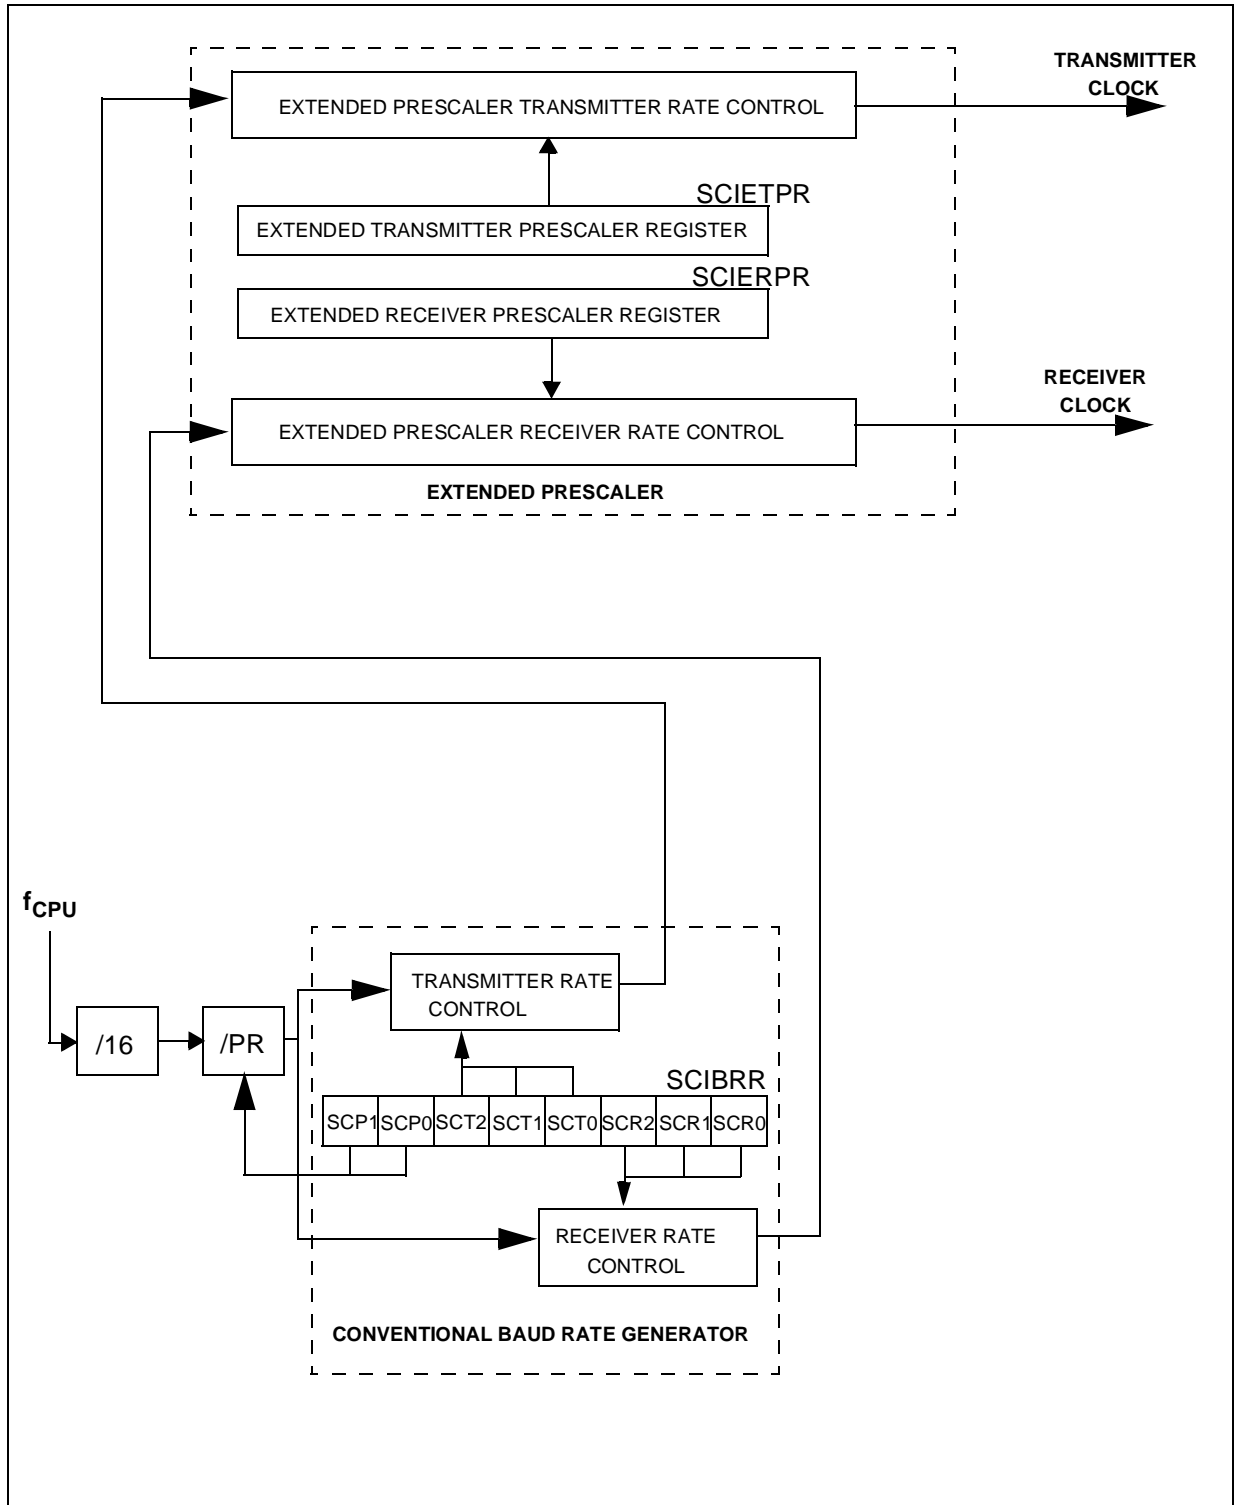 TRANSMITTER
CLOCK
EXTENDED PRESCALER TRANSMITTER RATE CONTROL
SCIETPR
EXTENDED TRANSMITTER PRESCALER REGISTER
SCIERPR
EXTENDED RECEIVER PRESCALER REGISTER
RECEIVER
CLOCK
EXTENDED PRESCALER RECEIVER RATE CONTROL
EXTENDED PRESCALER
fCPU
TRANSMITTER RATE
CONTROL
/16
/PR
SCIBRR
SCP1 SCP0 SCT2 SCT1 SCT0 SCR2 SCR1 SCR0
RECEIVER RATE
CONTROL
CONVENTIONAL BAUD RATE GENERATOR